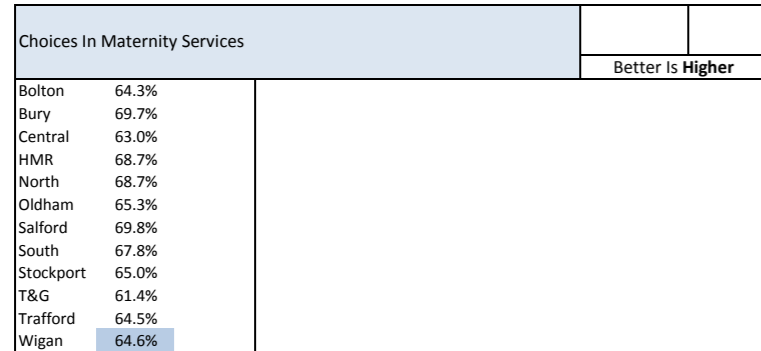 Choices In Maternity Services
Better Is Higher
Bolton 64.3%
Bury 69.7%
Central 63.0%
HMR 68.7%
North 68.7%
Oldham 65.3%
Salford 69.8%
South 67.8%
Stockport 65.0%
T&G 61.4%
Trafford 64.5%
Wigan 64.6%